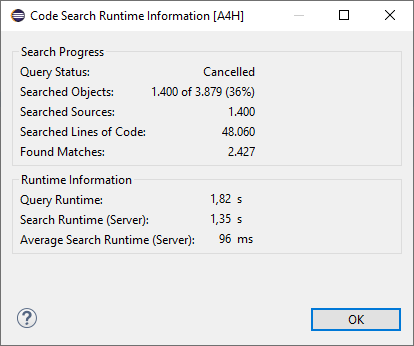 Code Search Runtime Information [A4H]
Search Progress
Query Status: Cancelled
Searched Objects: 1.400 of 3.879 (36%)
Searched Sources: 1.400
Searched Lines of Code: 48.060
Found Matches: 2.427
Runtime Information
Query Runtime: 1,82 s
Search Runtime (Server): 1,35 s
Average Search Runtime (Server): 96 ms
?
OK